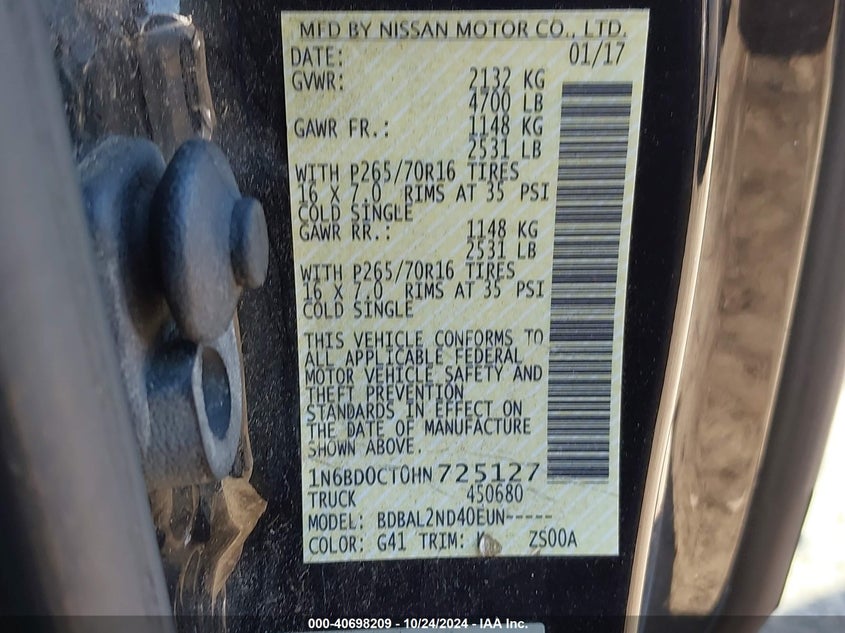 MFD BY NISSAN MOTOR CO., LTD.
DATE: 01/17
GVWR: 2132 KG
4700 LB
GAWR FR.: 1148 KG
2531 LB
WITH P265/70R16 TIRES
16 X 7.0 RIMS AT 35 PSI
COLD SINGLE
GAWR RR.: 1148 KG
2531 LB
WITH P265/70R16 TIRES
16 X 7.0 RIMS AT 35 PSI
COLD SINGLE
THIS VEHICLE CONFORMS TO
ALL APPLICABLE FEDERAL
MOTOR VEHICLE SAFETY AND
THEFT PREVENTION
STANDARDS IN EFFECT ON
THE DATE OF MANUFACTURE
SHOWN ABOVE.
1N6BD0CT0HN725127
TRUCK 450680
MODEL: BDBAL2ND40EUN-----
COLOR: G41 TRIM: ZS00A
000-40698209 - 10/24/2024 - IAA Inc.